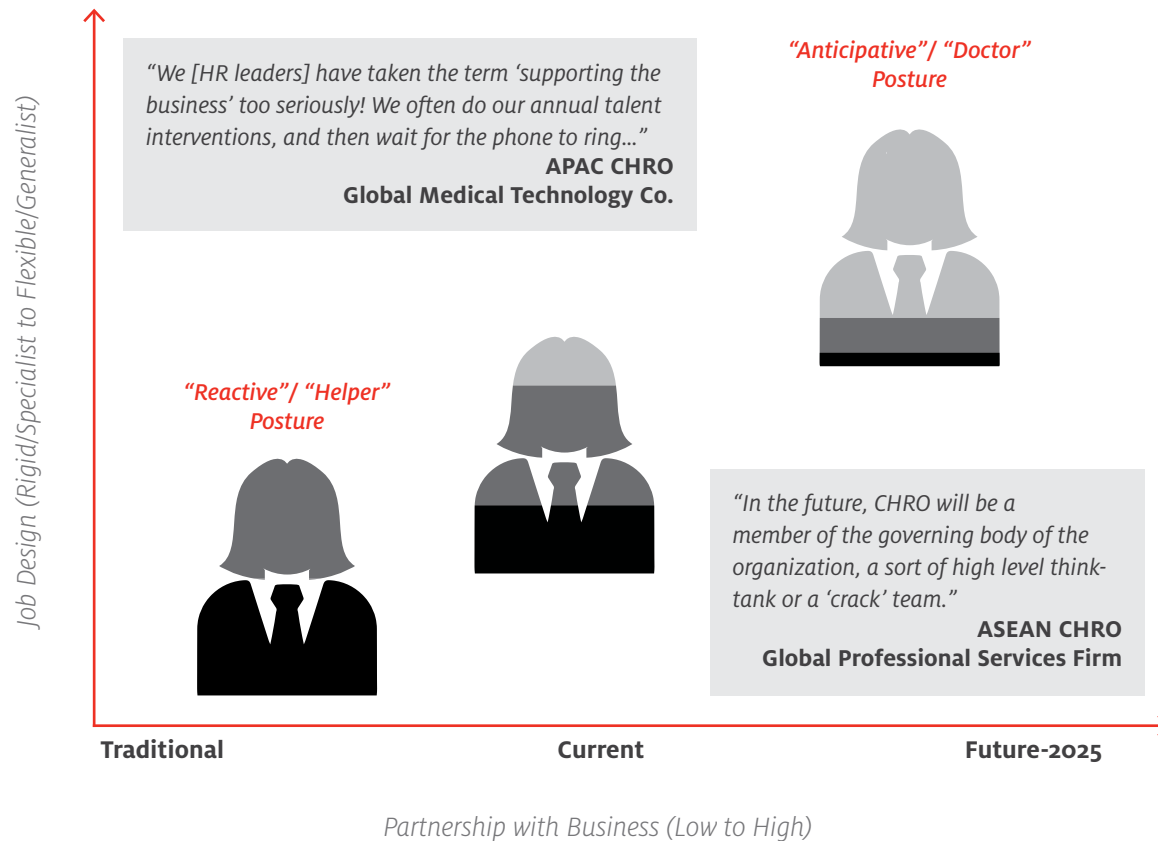 “Anticipative”/ “Doctor”
Posture
“We [HR leaders] have taken the term ‘supporting the
business’ too seriously! We often do our annual talent
interventions, and then wait for the phone to ring...”
APAC CHRO
Global Medical Technology Co.
Job Design (Rigid/Specialist to Flexible/Generalist)
“Reactive”/ “Helper”
Posture
“In the future, CHRO will be a
member of the governing body of the
organization, a sort of high level think-
tank or a ‘crack’ team.”
ASEAN CHRO
Global Professional Services Firm
Traditional
Current
Future-2025
Partnership with Business (Low to High)